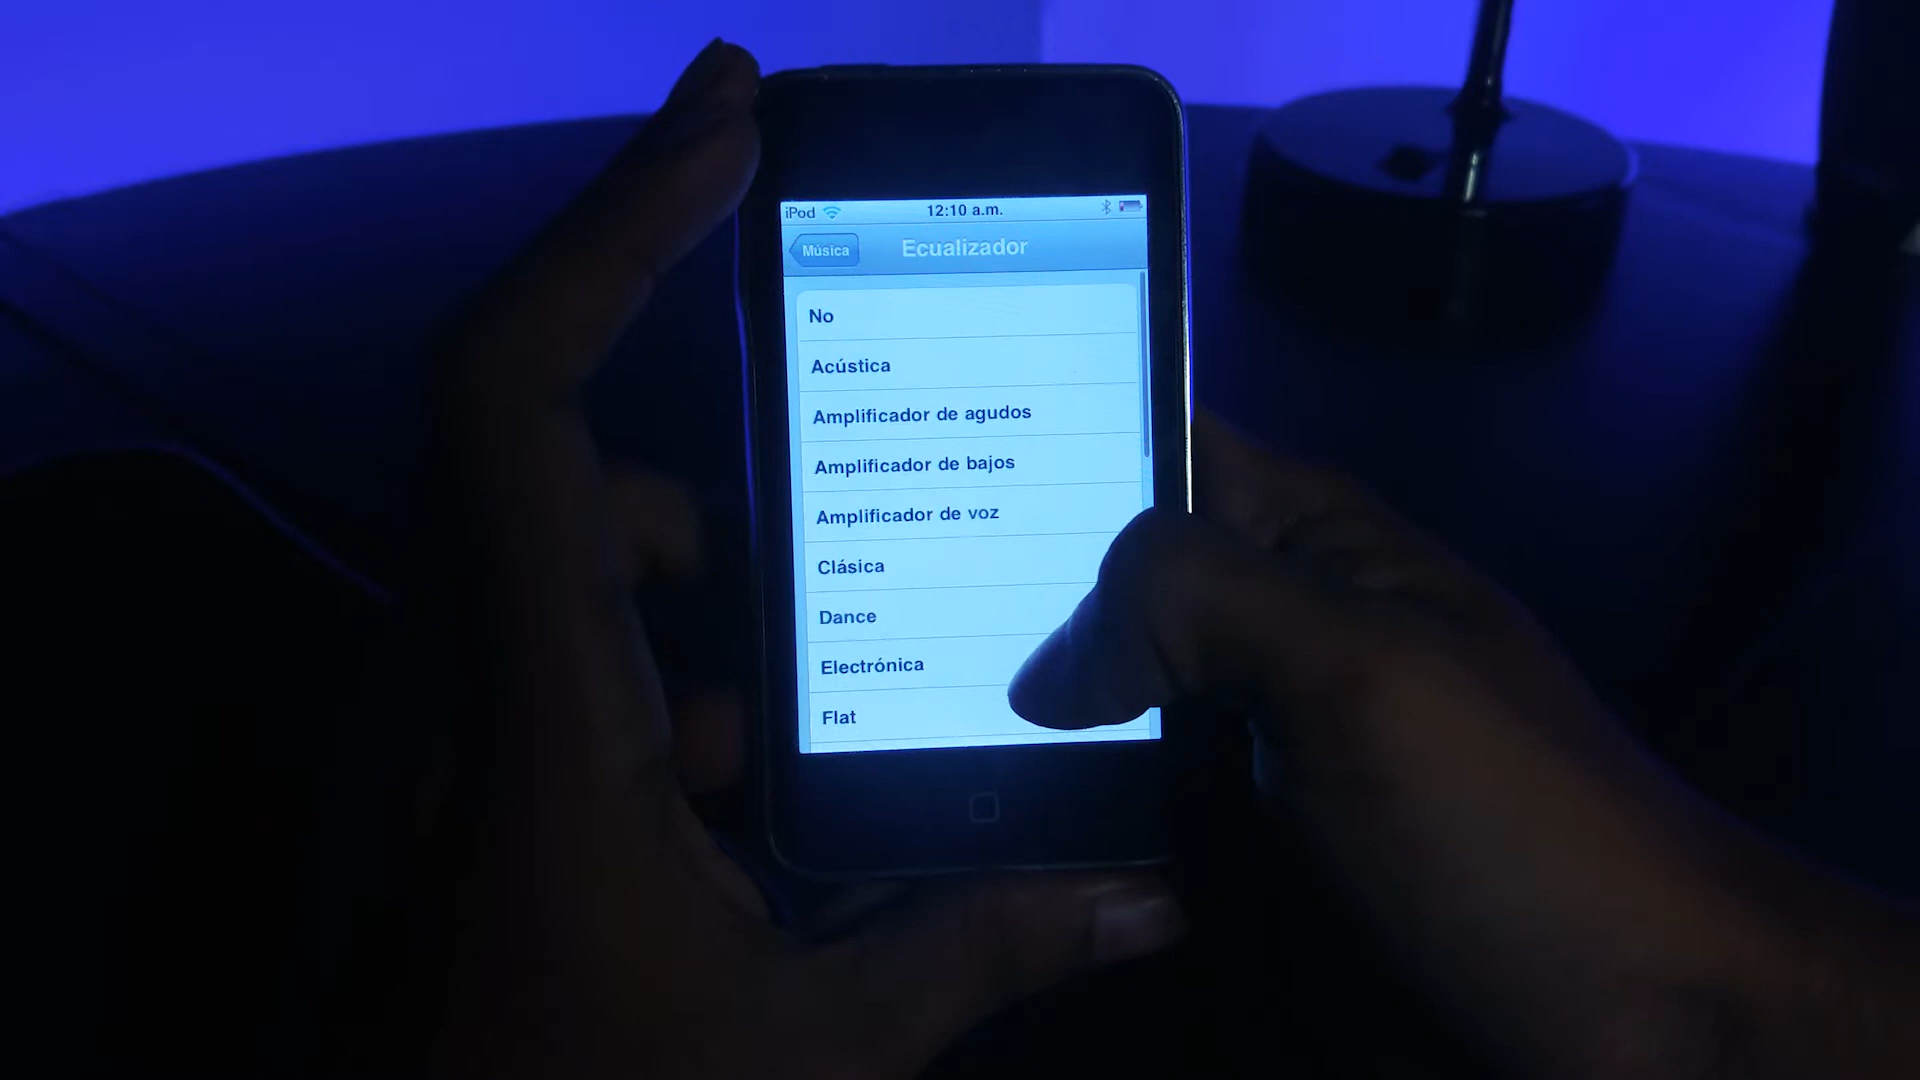 iPod 12:10 a.m.
Música Ecualizador
No
Acústica
Amplificador de agudos
Amplificador de bajos
Amplificador de voz
Clásica
Dance
Electrónica
Flat